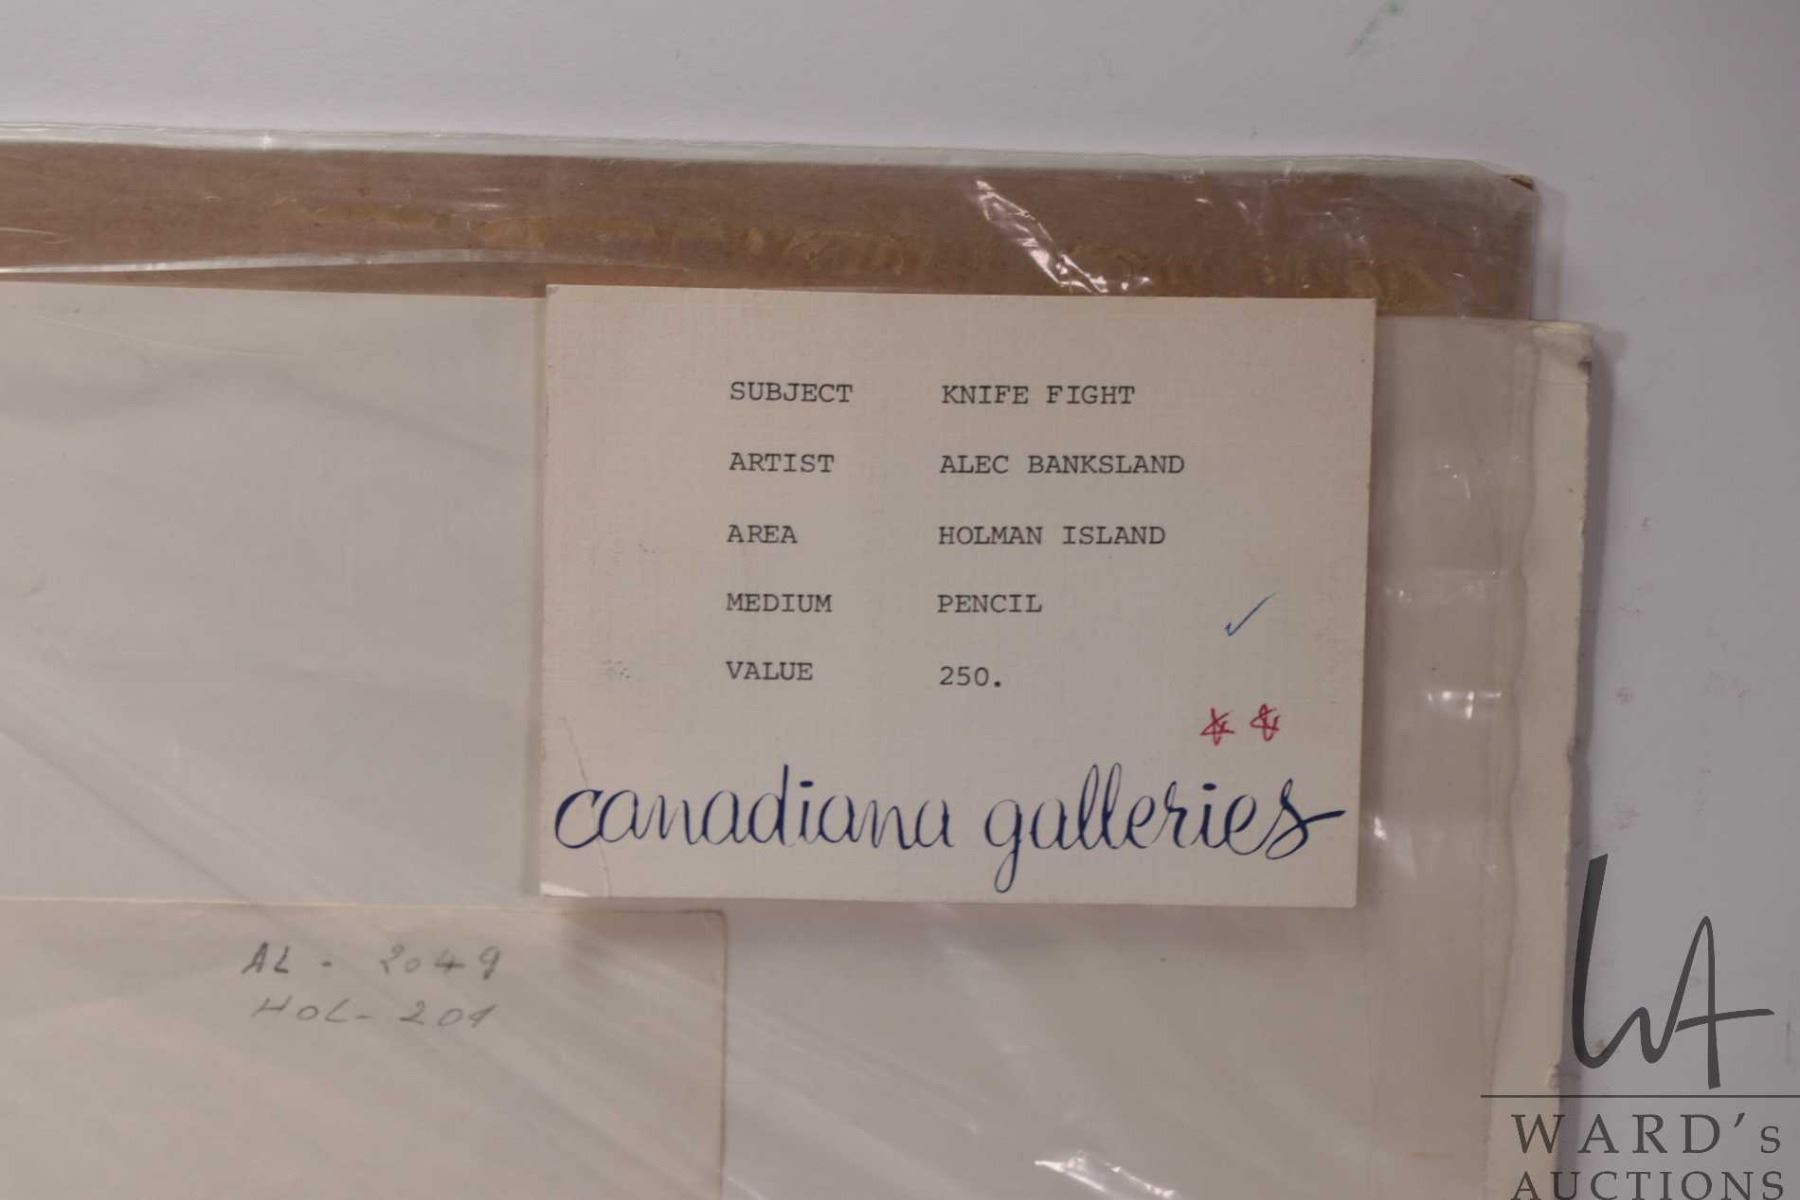 SUBJECT KNIFE FIGHT
ARTIST ALEC BANKSLAND
AREA HOLMAN ISLAND
MEDIUM PENCIL
VALUE 250.
canadiana galleries
AL - 2049
HOL- 201
WA
WARD's
AUCTIONS